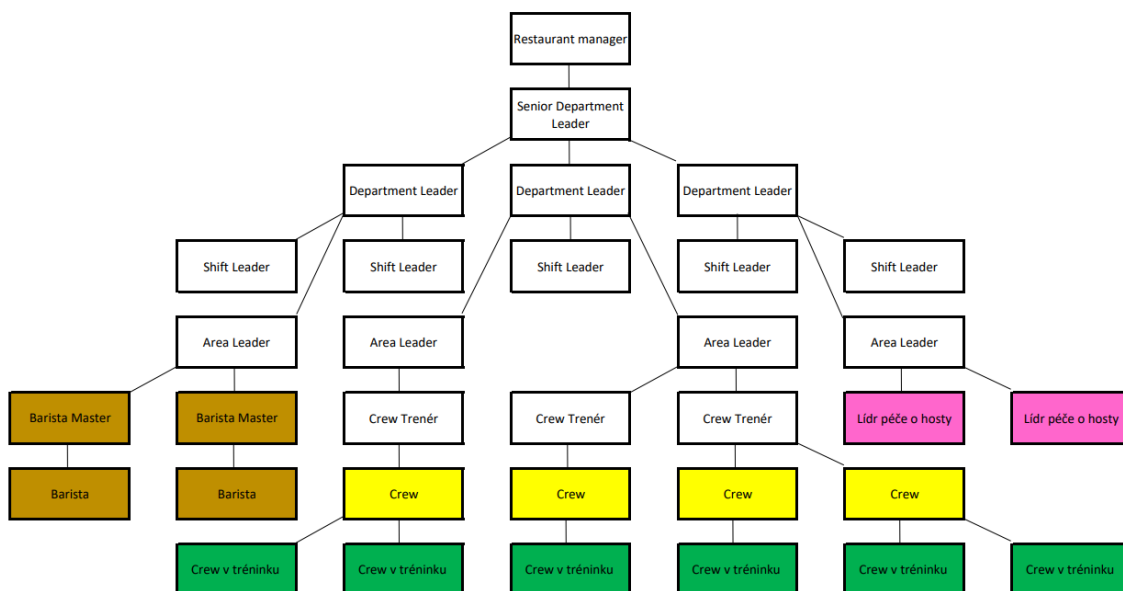 Restaurant manager
Senior Department
Leader
Department Leader
Department Leader
Department Leader
Shift Leader
Shift Leader
Shift Leader
Shift Leader
Shift Leader
Area Leader
Area Leader
Area Leader
Area Leader
Barista Master
Barista Master
Crew Trenér
Crew Trenér
Crew Trenér
Lídr péče o hosty
Lídr péče o hosty
Barista
Barista
Crew
Crew
Crew
Crew
Crew v tréninku
Crew v tréninku
Crew v tréninku
Crew v tréninku
Crew v tréninku
Crew v tréninku